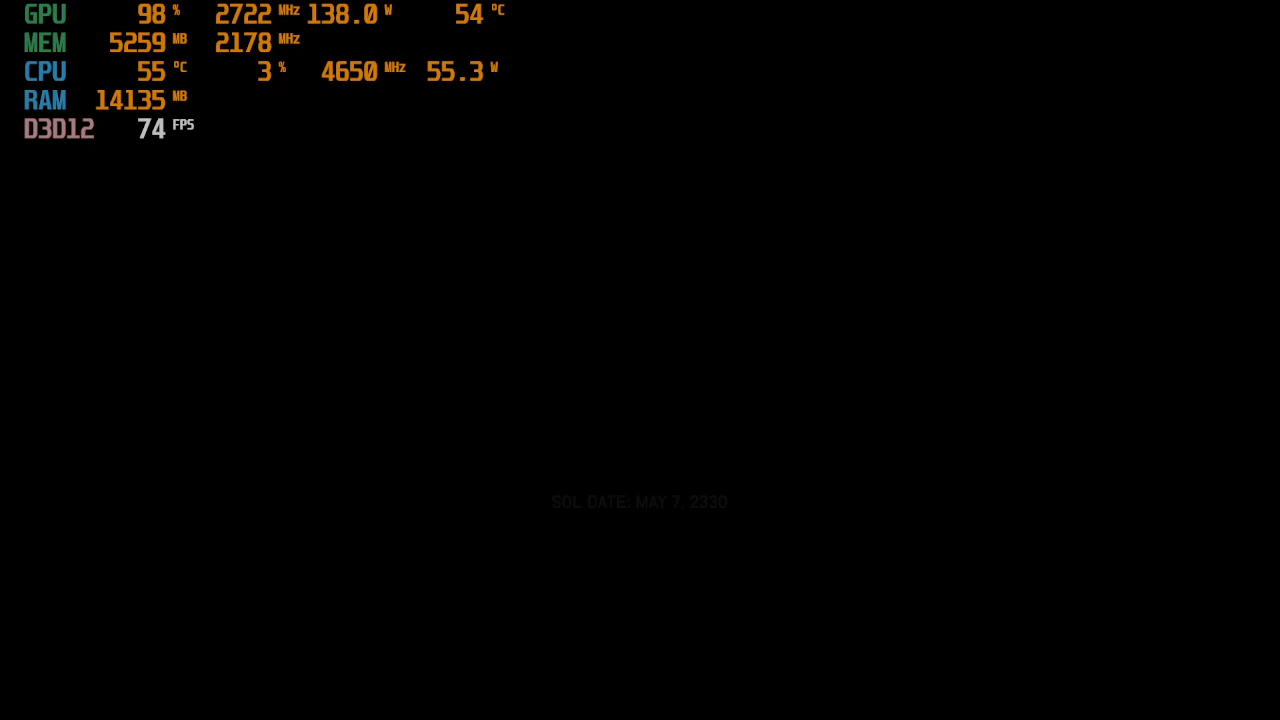 GPU 98 % 2722 MHz 138.0 W 54 °C
MEM 5259 MB 2178 MHz
CPU 55 °C 3 % 4650 MHz 55.3 W
RAM 14135 MB
D3D12 74 FPS
SOL DATE: MAY 7, 2330